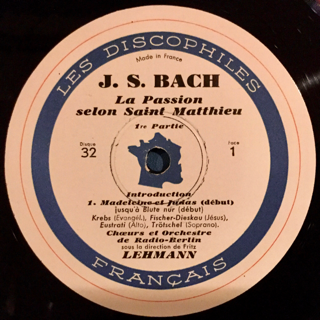 LES DISCOPHILES
Made in France
J. S. BACH
La Passion
selon Saint Matthieu
1re Partie
Disque
32
Face
1
Introduction
1. Madeleine et Judas (début)
jusqu'à Blute nur (début)
Krebs (Evangél.), Fischer-Dieskau (Jésus),
Eustrati (Alto), Trötschel (Soprano).
Chœurs et Orchestre
de Radio-Berlin
sous la direction de Fritz
LEHMANN
FRANÇAIS